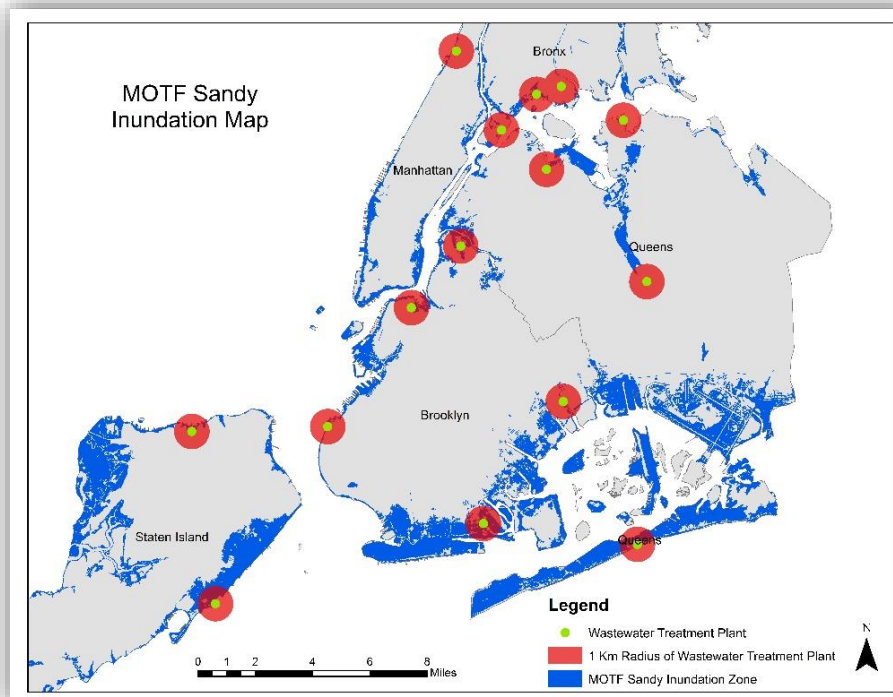 MOTF Sandy
Inundation Map
Bronx
Manhattan
Queens
Brooklyn
Staten Island
Queens
Legend
Wastewater Treatment Plant
1 Km Radius of Wastewater Treatment Plant
MOTF Sandy Inundation Zone
0 1 2 4 6 8
Miles
N